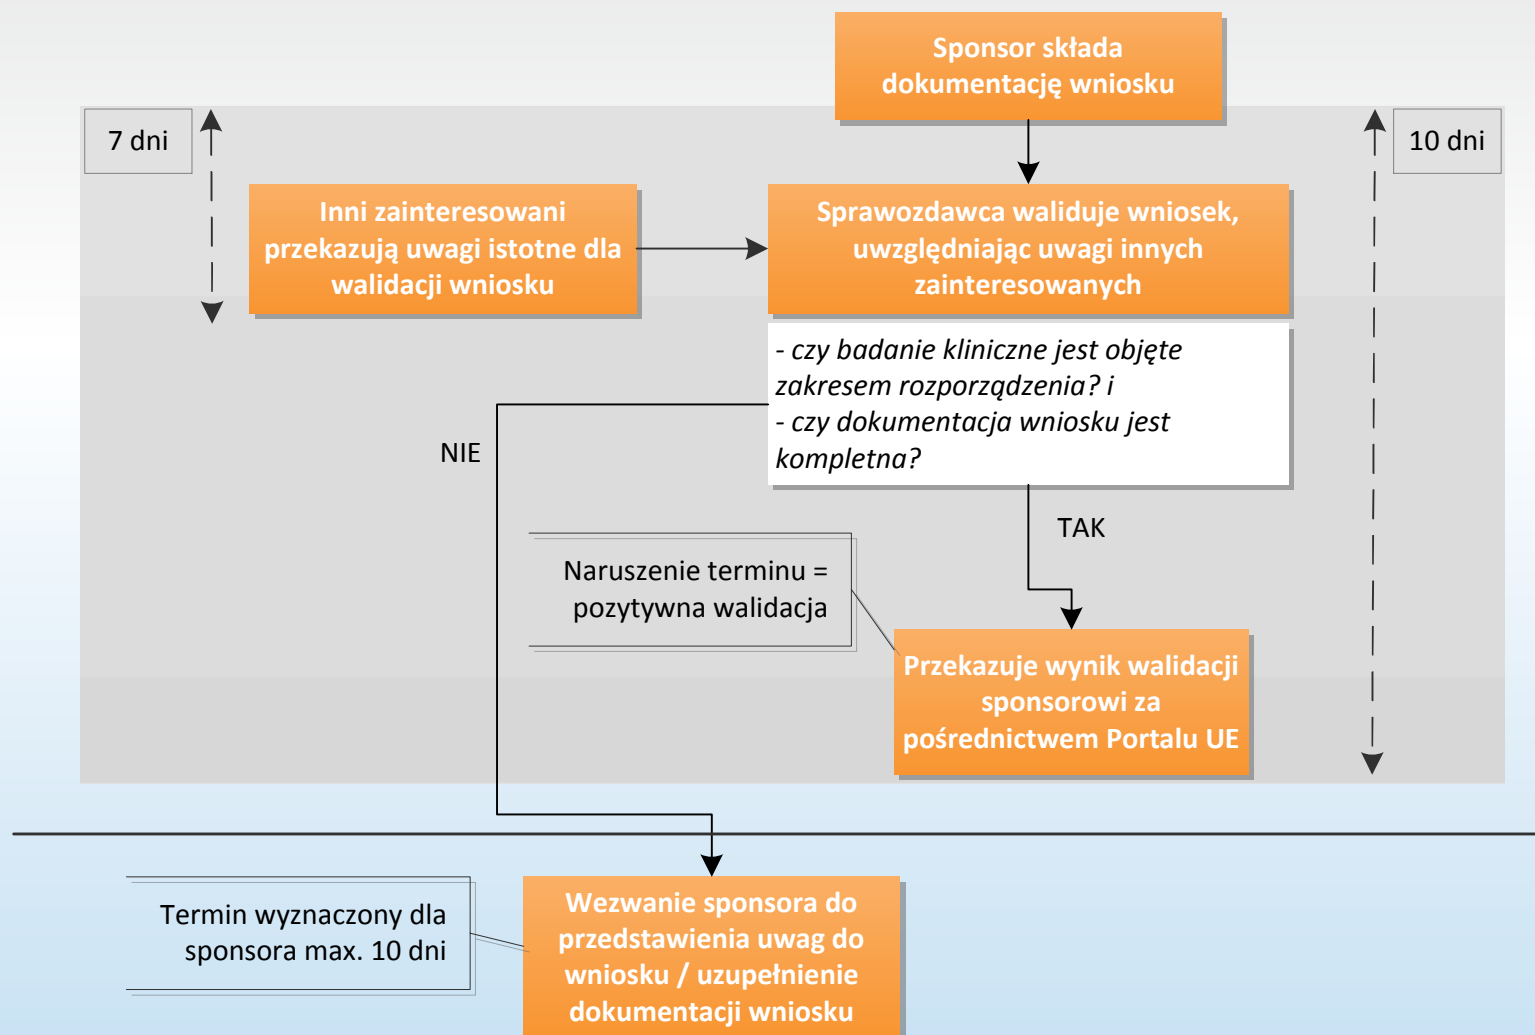 Sponsor składa
dokumentację wniosku
7 dni
10 dni
Inni zainteresowani
przekazują uwagi istotne dla
walidacji wniosku
Sprawozdawca waliduje wniosek,
uwzględniając uwagi innych
zainteresowanych
- czy badanie kliniczne jest objęte
zakresem rozporządzenia? i
- czy dokumentacja wniosku jest
kompletna?
NIE
TAK
Naruszenie terminu =
pozytywna walidacja
Przekazuje wynik walidacji
sponsorowi za
pośrednictwem Portalu UE
Termin wyznaczony dla
sponsora max. 10 dni
Wezwanie sponsora do
przedstawienia uwag do
wniosku / uzupełnienie
dokumentacji wniosku